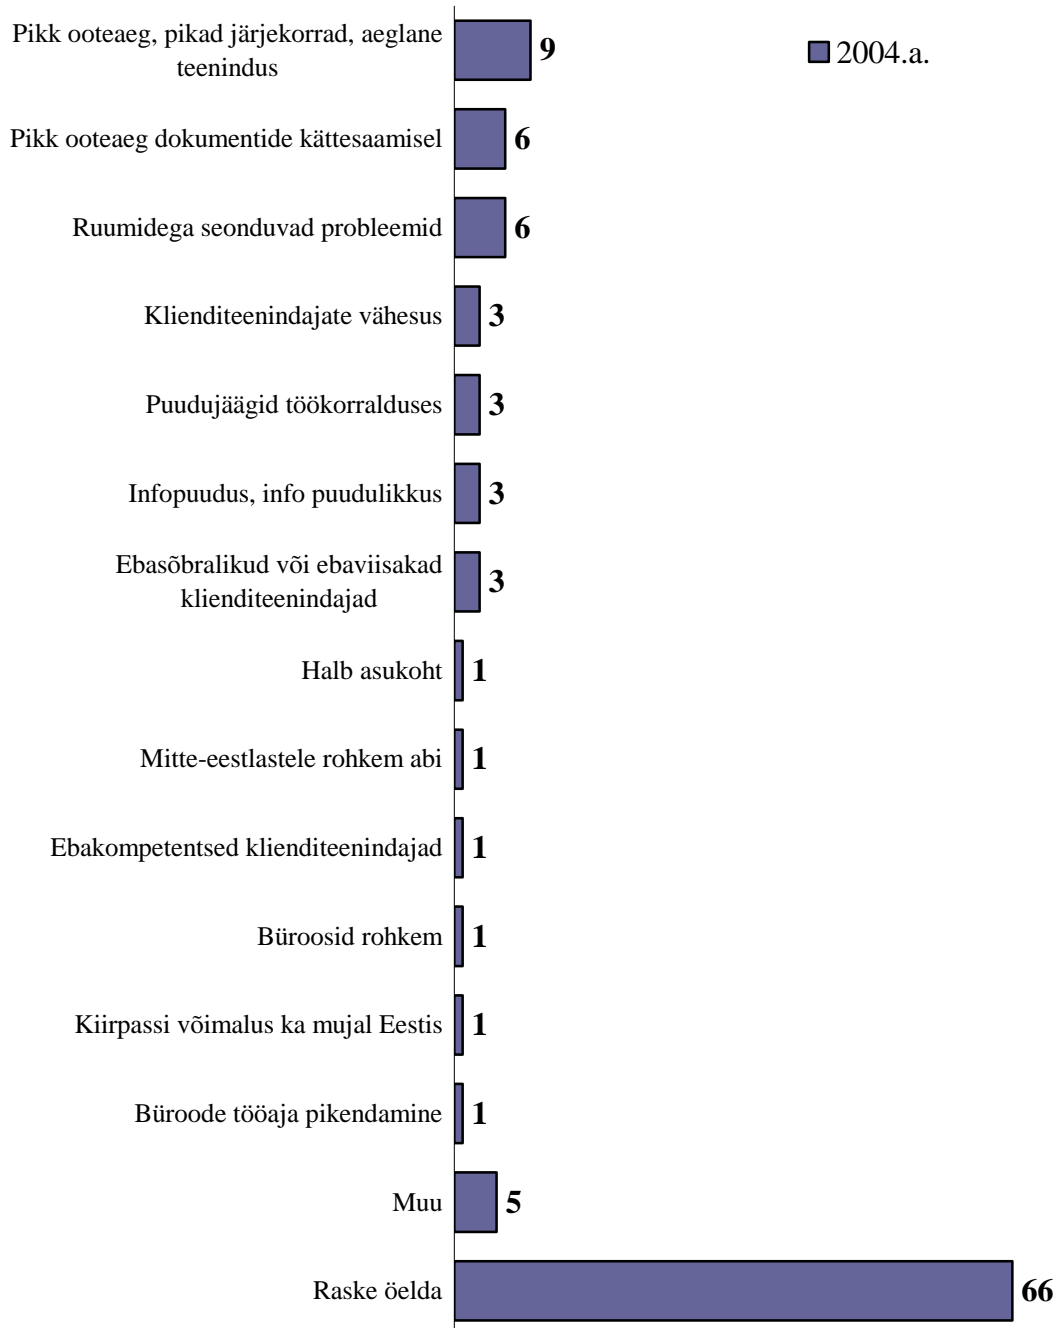 Pikk ooteaeg, pikad järjekorrad, aeglane
teenindus
9
2004.a.
Pikk ooteaeg dokumentide kättesaamisel
6
Ruumidega seonduvad probleemid
6
Klienditeenindajate vähesus
3
Puudujäägid töökorralduses
3
Infopuudus, info puudulikkus
3
Ebasõbralikud või ebaviisakad
klienditeenindajad
3
Halb asukoht
1
Mitte-eestlastele rohkem abi
1
Ebakompetentsed klienditeenindajad
1
Büroosid rohkem
1
Kiirpassi võimalus ka mujal Eestis
1
Büroode tööaja pikendamine
1
Muu
5
Raske öelda
66